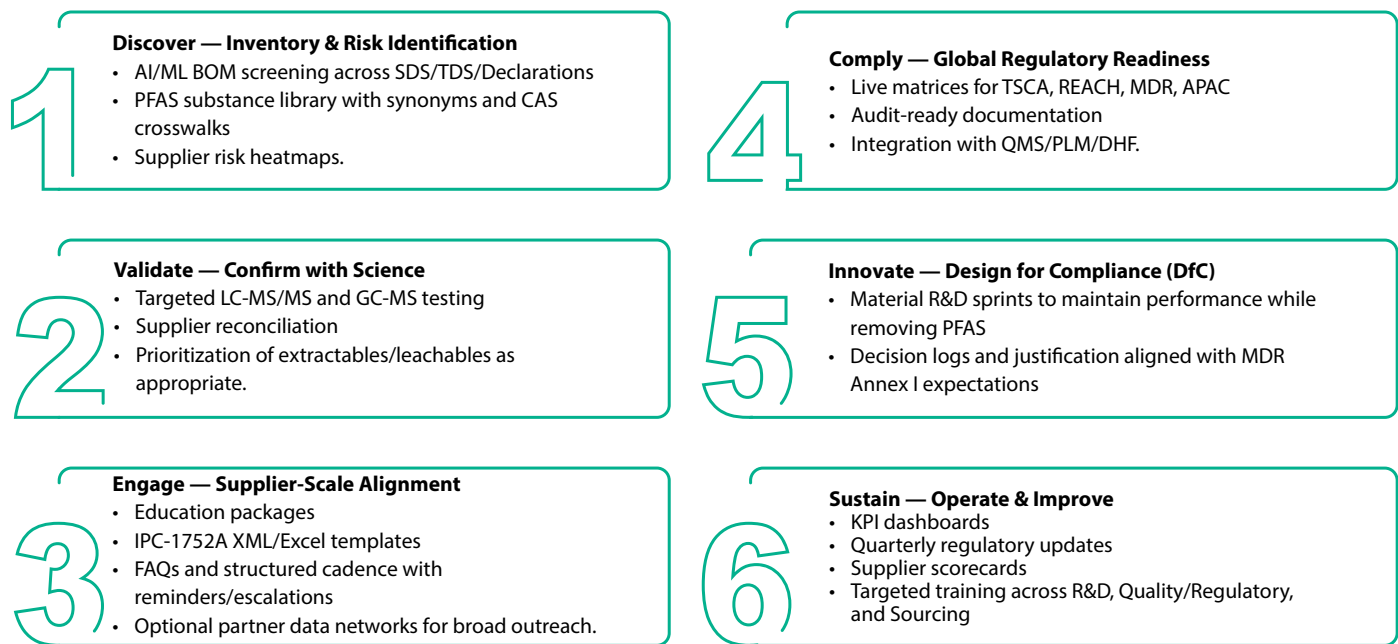 1
Discover — Inventory & Risk Identification
• AI/ML BOM screening across SDS/TDS/Declarations
• PFAS substance library with synonyms and CAS
crosswalks
• Supplier risk heatmaps.
2
Validate — Confirm with Science
• Targeted LC-MS/MS and GC-MS testing
• Supplier reconciliation
• Prioritization of extractables/leachables as
appropriate.
3
Engage — Supplier-Scale Alignment
• Education packages
• IPC-1752A XML/Excel templates
• FAQs and structured cadence with
reminders/escalations
• Optional partner data networks for broad outreach.
4
Comply — Global Regulatory Readiness
• Live matrices for TSCA, REACH, MDR, APAC
• Audit-ready documentation
• Integration with QMS/PLM/DHF.
5
Innovate — Design for Compliance (DfC)
• Material R&D sprints to maintain performance while
removing PFAS
• Decision logs and justification aligned with MDR
Annex I expectations
6
Sustain — Operate & Improve
• KPI dashboards
• Quarterly regulatory updates
• Supplier scorecards
• Targeted training across R&D, Quality/Regulatory,
and Sourcing